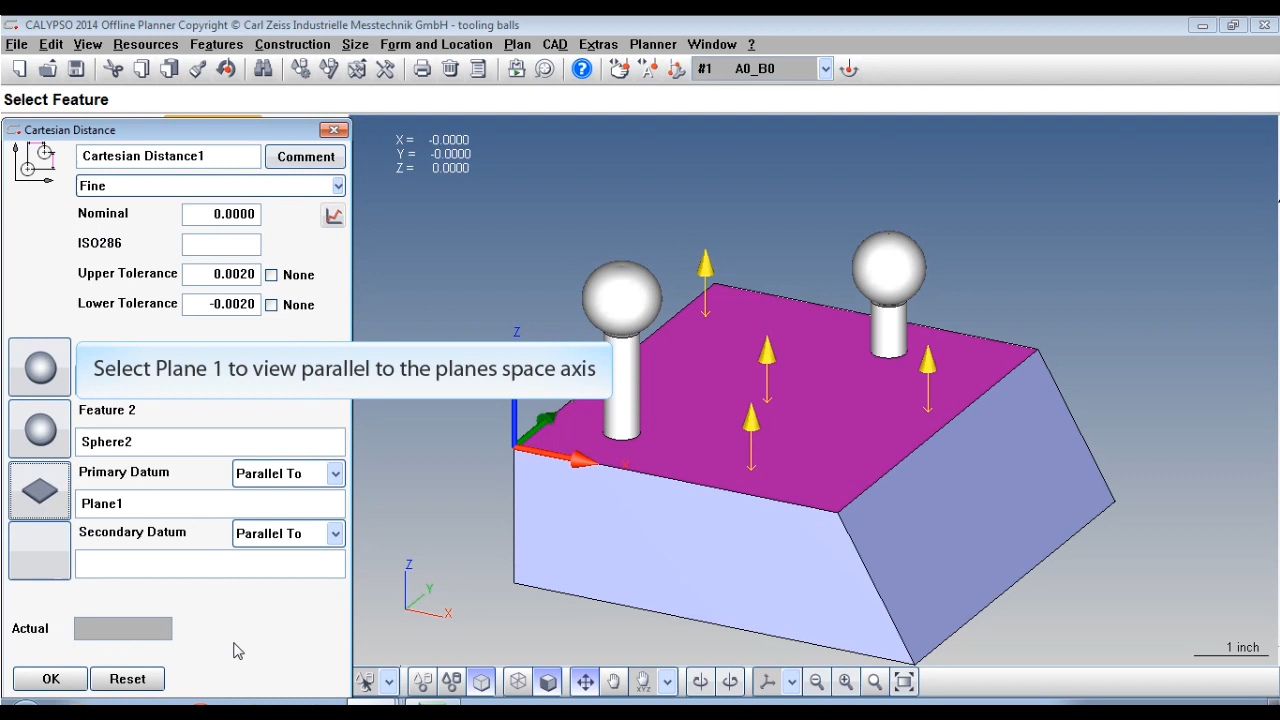 CALYPSO 2014 Offline Planner Copyright © Carl Zeiss Industrielle Messtechnik GmbH - tooling balls
File Edit View Resources Features Construction Size Form and Location Plan CAD Extras Planner Window ?
#1 A0_B0
Select Feature
Cartesian Distance
Cartesian Distance1 Comment
Fine
Nominal 0.0000
ISO286
Upper Tolerance 0.0020 None
Lower Tolerance -0.0020 None
Select Plane 1 to view parallel to the planes space axis
Feature 2
Sphere2
Primary Datum Parallel To
Plane1
Secondary Datum Parallel To
Actual
OK Reset
X = -0.0000
Y = -0.0000
Z = 0.0000
Z
X
Z
Y
X
1 inch
XYZ